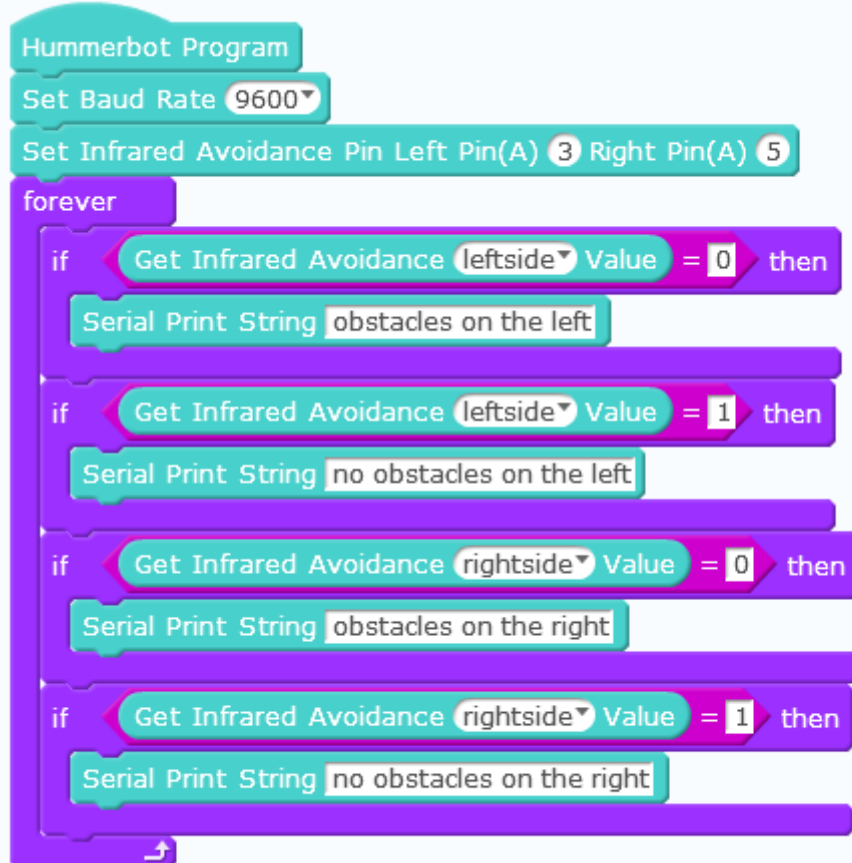 Hummerbot Program
Set Baud Rate 9600
Set Infrared Avoidance Pin Left Pin(A) 3 Right Pin(A) 5
forever
if Get Infrared Avoidance leftside Value = 0 then
Serial Print String obstacles on the left
if Get Infrared Avoidance leftside Value = 1 then
Serial Print String no obstacles on the left
if Get Infrared Avoidance rightside Value = 0 then
Serial Print String obstacles on the right
if Get Infrared Avoidance rightside Value = 1 then
Serial Print String no obstacles on the right